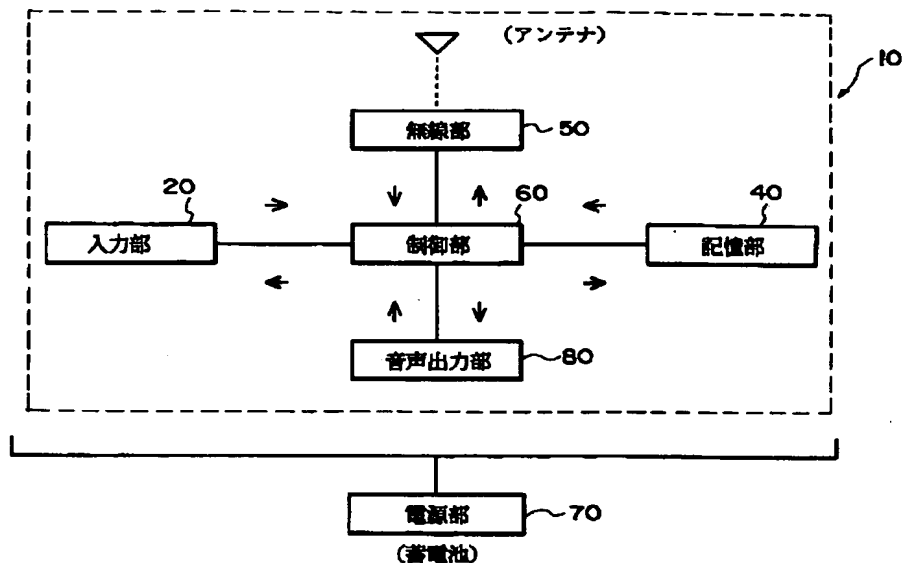 (アンテナ)
10
無線部
50
20
60
40
入力部
制御部
記憶部
音声出力部
80
電源部
70
(蓄電池)